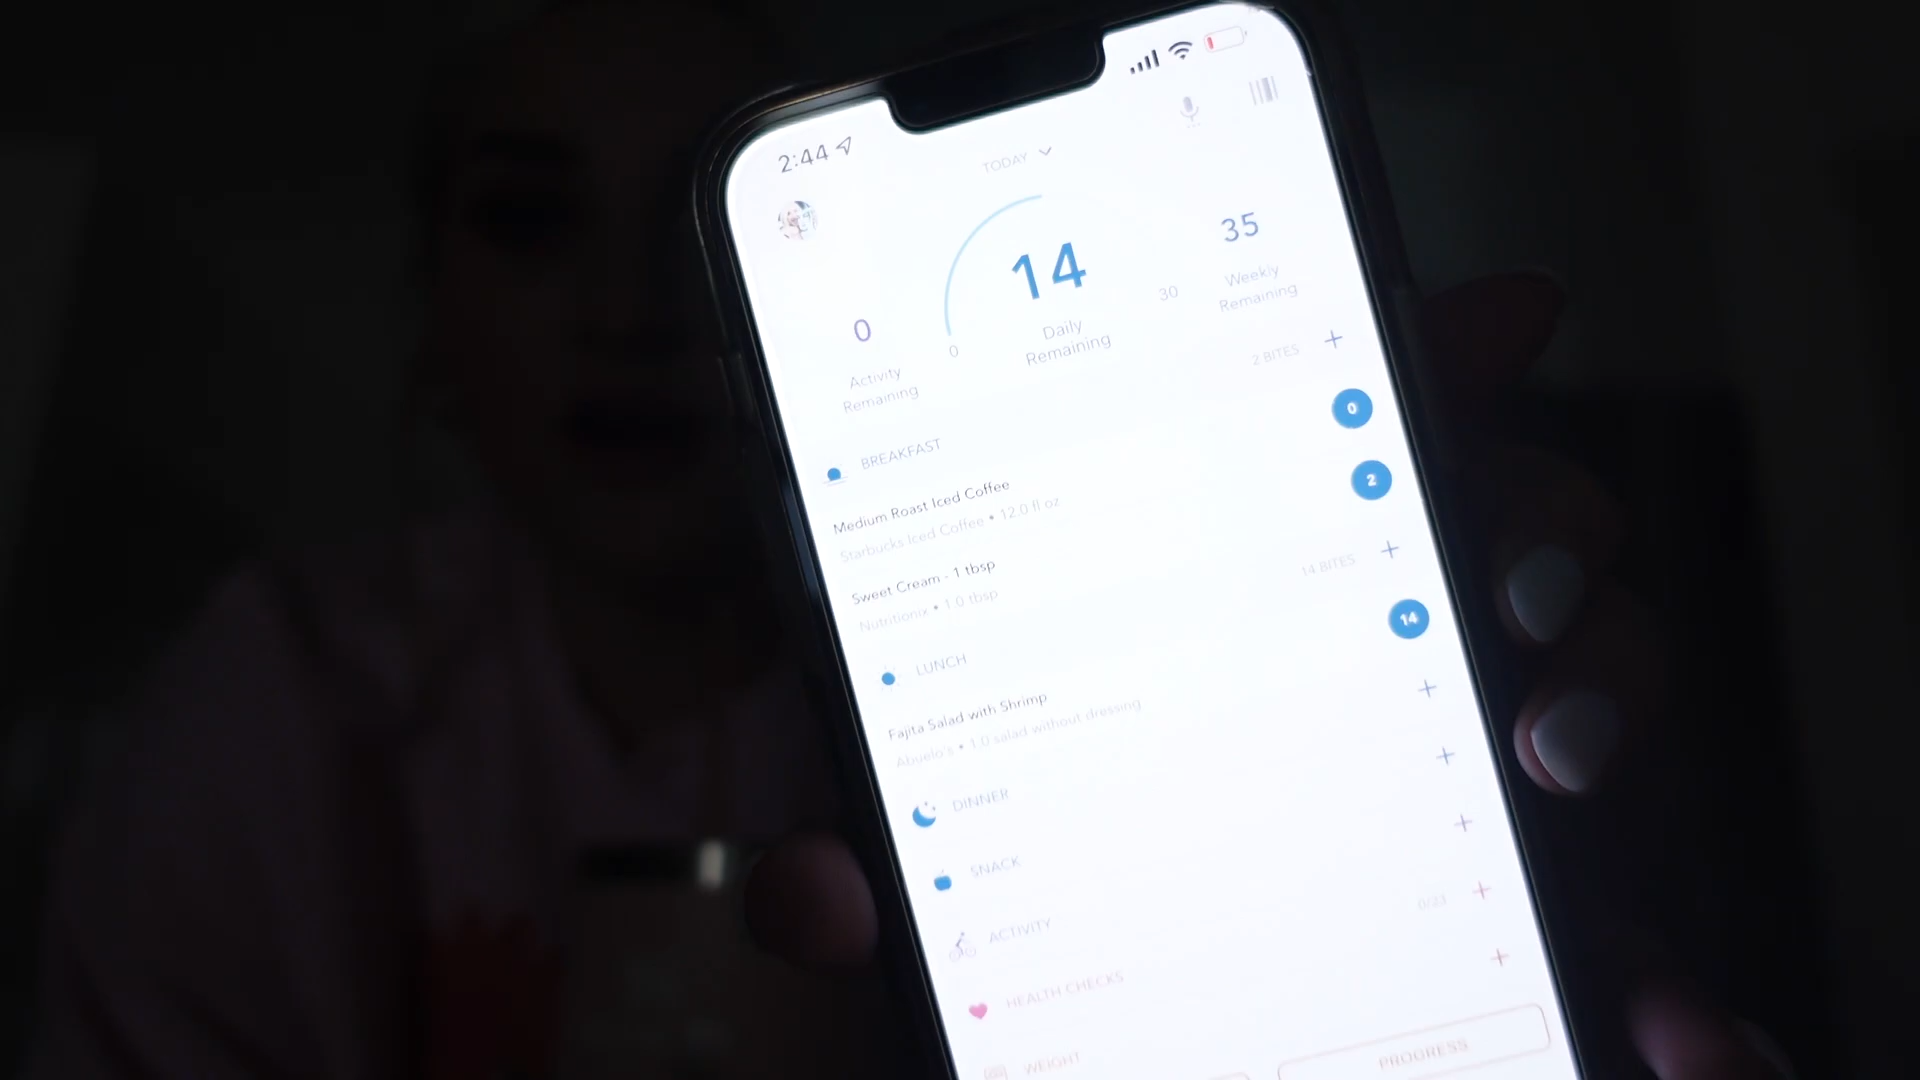 2:44
TODAY
14
Daily
Remaining
0
30
35
Weekly
Remaining
0
Activity
Remaining
BREAKFAST
2 BITES
Medium Roast Iced Coffee
0
Starbucks Iced Coffee • 12.0 fl oz
Sweet Cream - 1 tbsp
2
Nutritionix • 1.0 tbsp
LUNCH
14 BITES
Fajita Salad with Shrimp
14
Abuelo's • 1.0 salad without dressing
DINNER
SNACK
ACTIVITY
HEALTH CHECKS
0/23
WEIGHT
PROGRESS